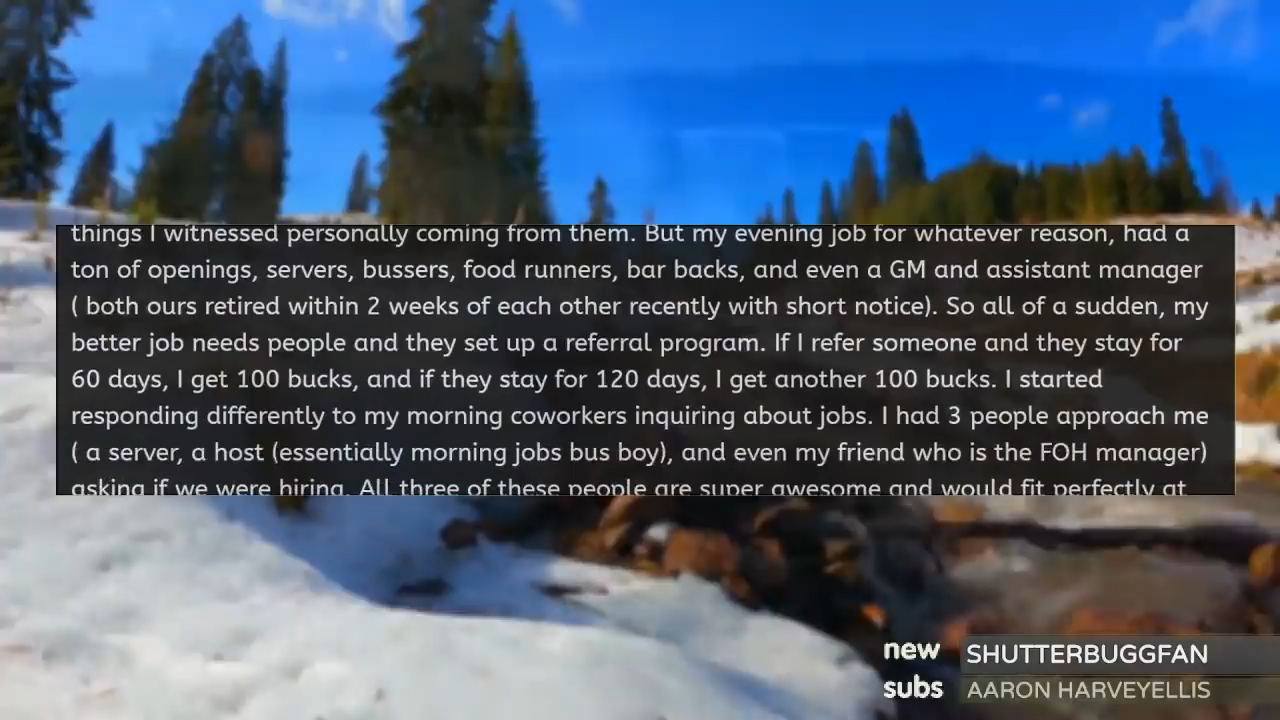 things I witnessed personally coming from them. But my evening job for whatever reason, had a
ton of openings, servers, bussers, food runners, bar backs, and even a GM and assistant manager
( both ours retired within 2 weeks of each other recently with short notice). So all of a sudden, my
better job needs people and they set up a referral program. If I refer someone and they stay for
60 days, I get 100 bucks, and if they stay for 120 days, I get another 100 bucks. I started
responding differently to my morning coworkers inquiring about jobs. I had 3 people approach me
( a server, a host (essentially morning jobs bus boy), and even my friend who is the FOH manager)
asking if we were hiring. All three of these people are super awesome and would fit perfectly at
new SHUTTERBUGGFAN
subs AARON HARVEYELLIS